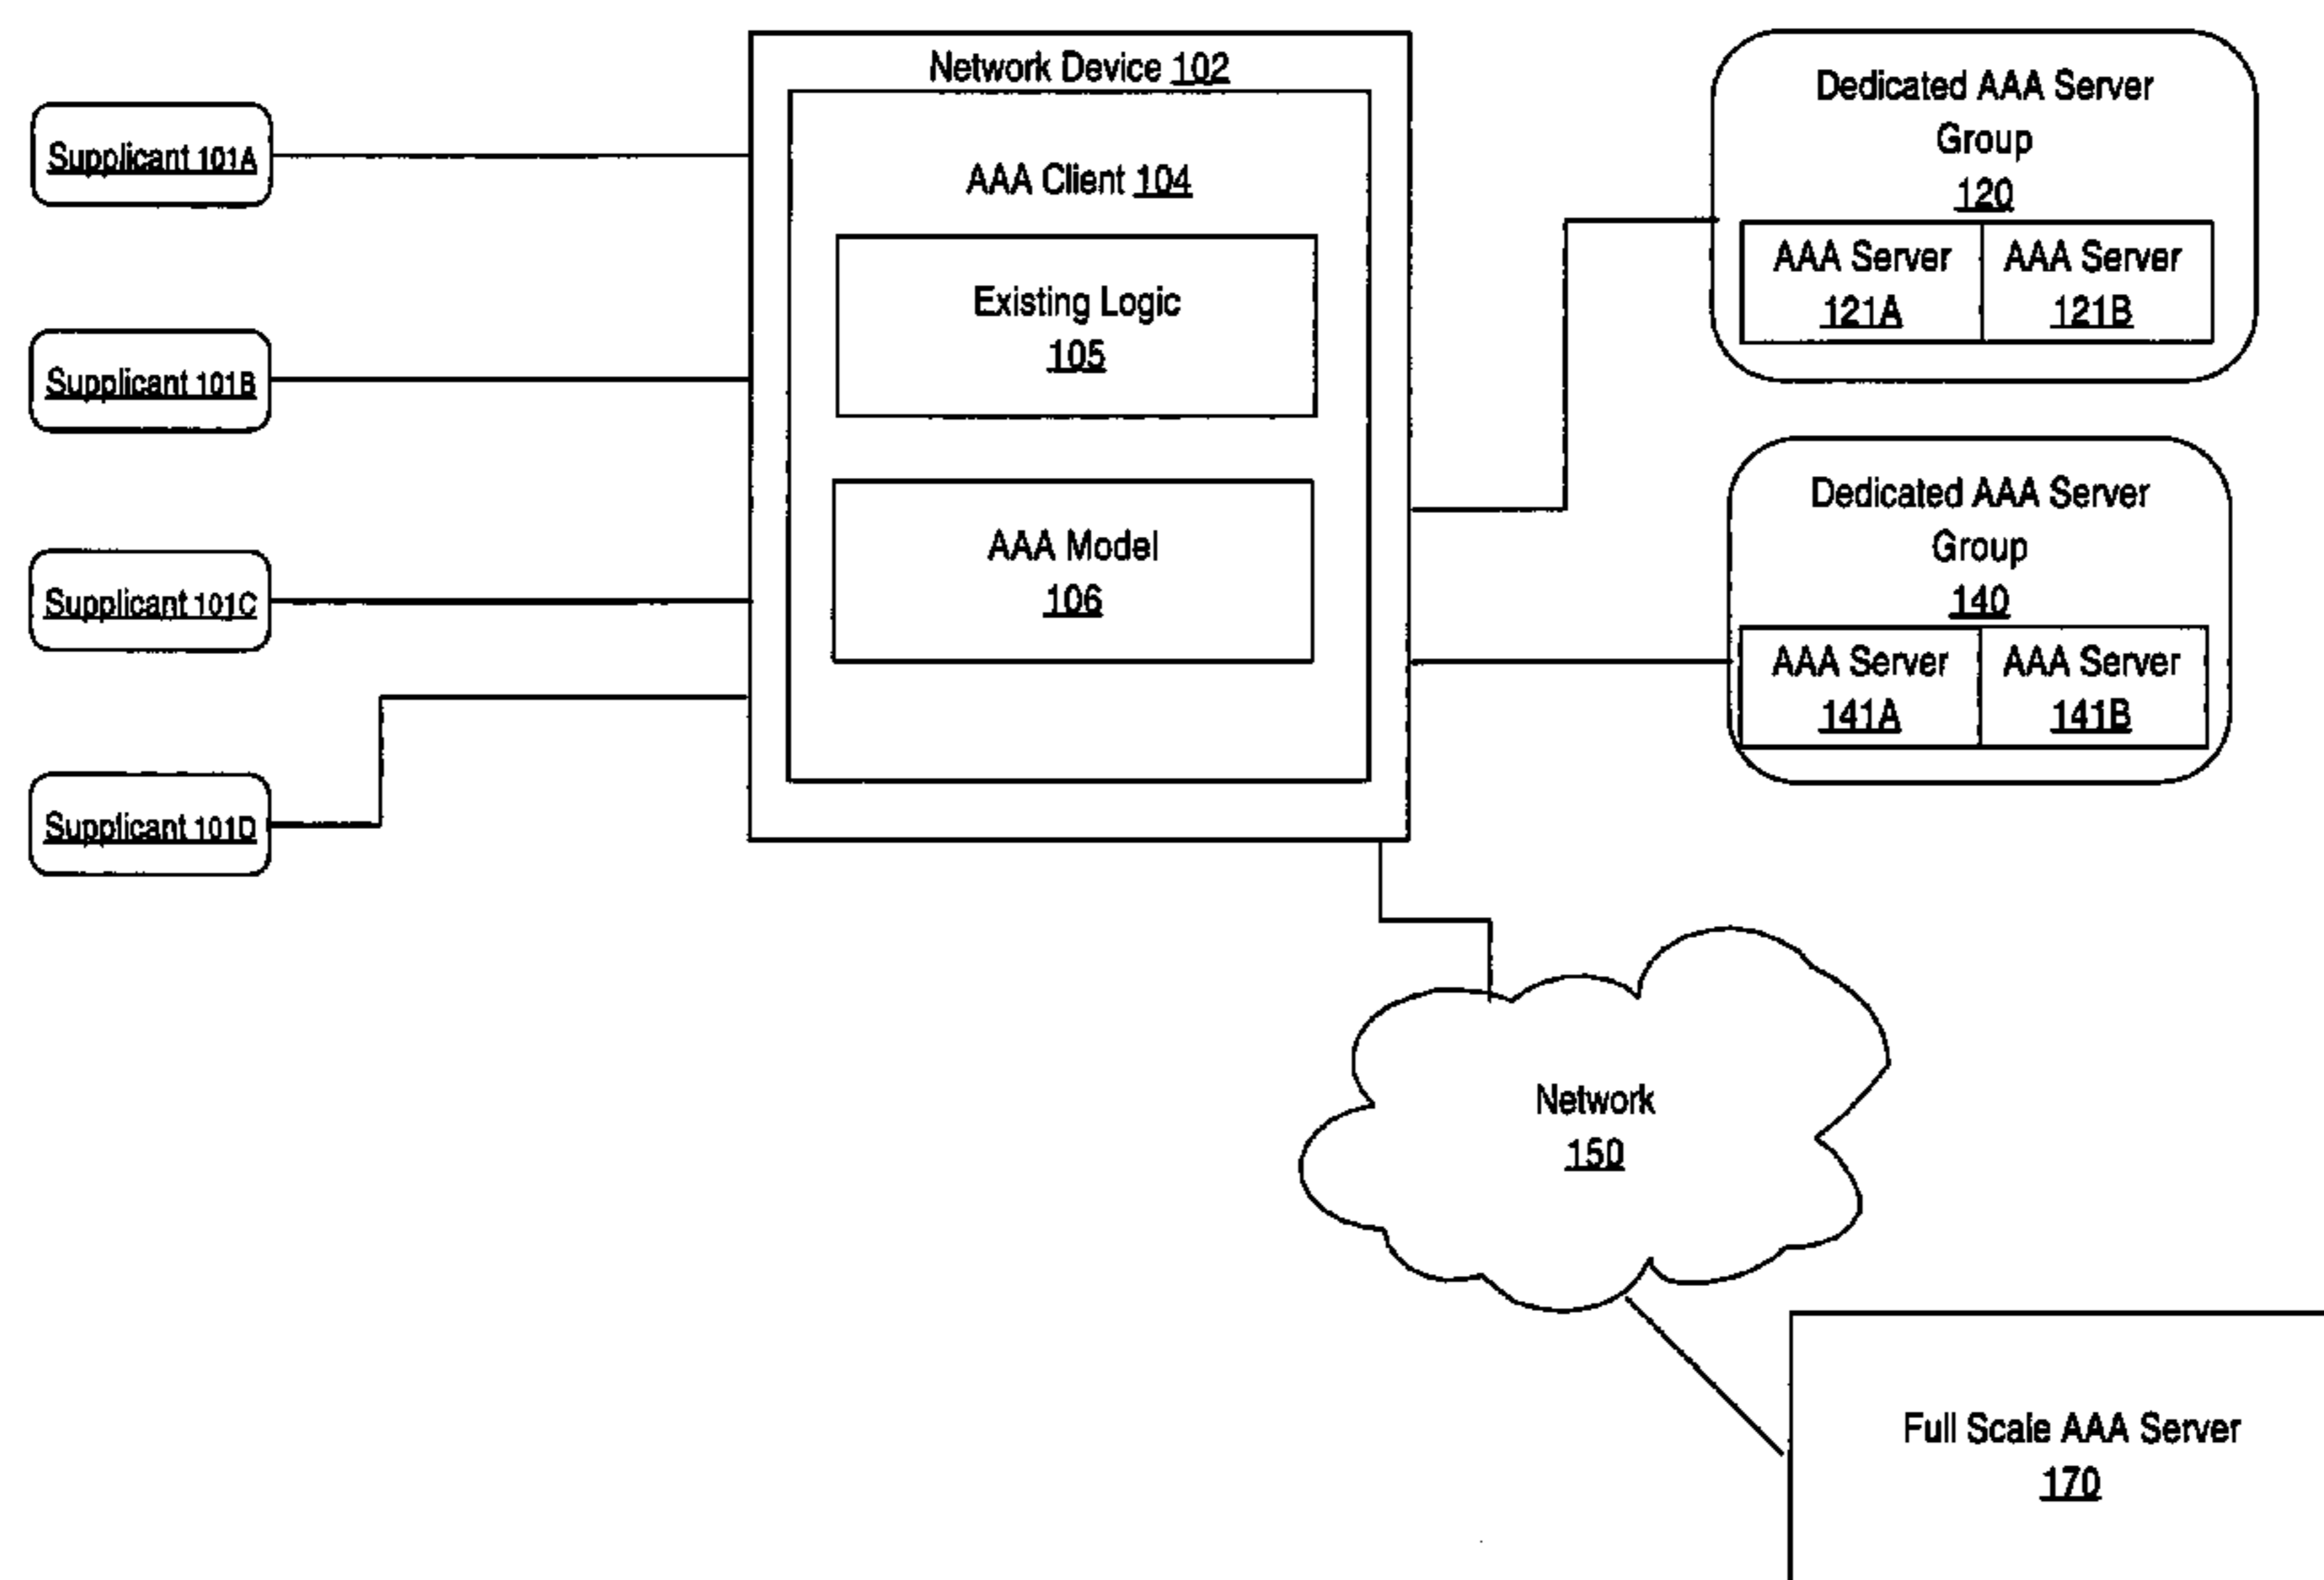 Network Device 102
Supplicant 101A
Supplicant 101B
Supplicant 101C
Supplicant 101D
AAA Client 104
Existing Logic
105
AAA Model
106
Dedicated AAA Server
Group
120
AAA Server
121A
AAA Server
121B
Dedicated AAA Server
Group
140
AAA Server
141A
AAA Server
141B
Network
150
Full Scale AAA Server
170